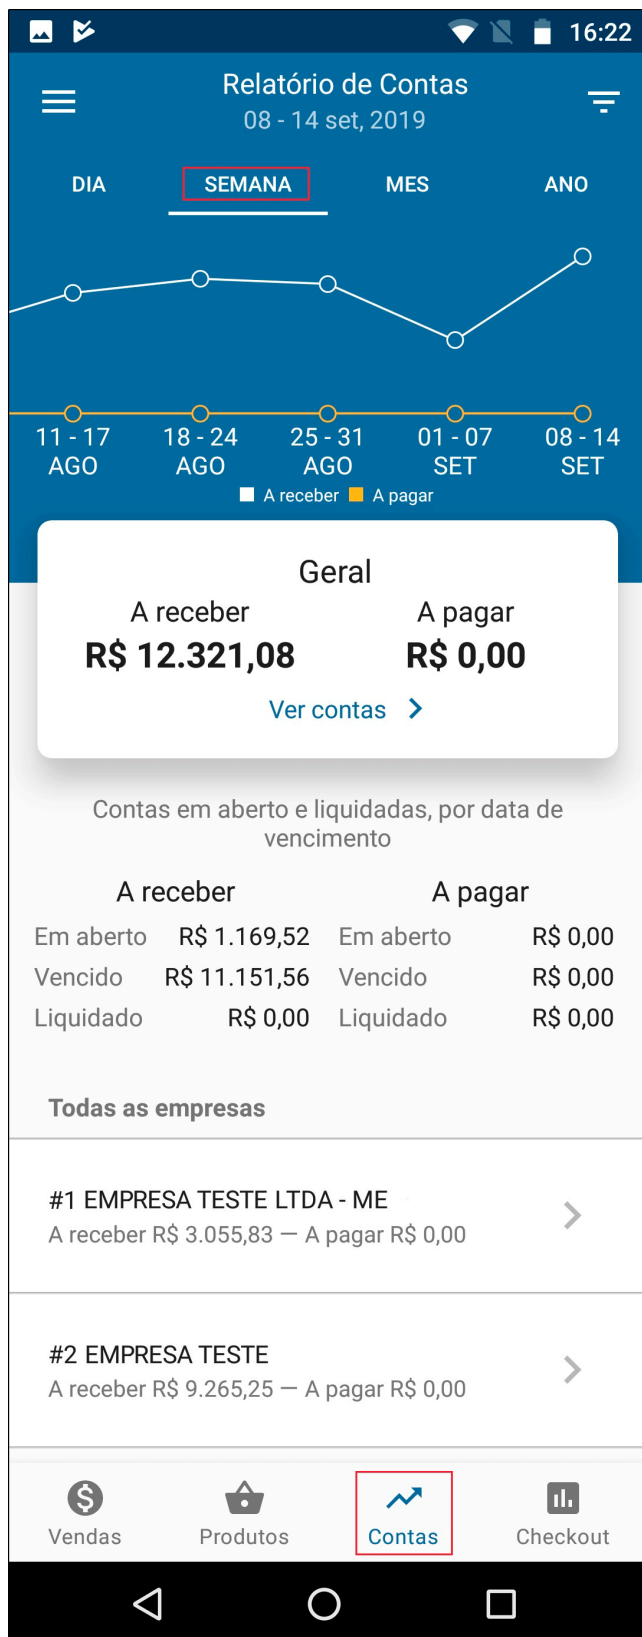 16:22
Relatório de Contas
08 - 14 set, 2019
DIA SEMANA MES ANO
11 - 17 18 - 24 25 - 31 01 - 07 08 - 14
AGO AGO AGO SET SET
A receber A pagar
Geral
A receber A pagar
R$ 12.321,08 R$ 0,00
Ver contas
Contas em aberto e liquidadas, por data de
vencimento
A receber A pagar
Em aberto R$ 1.169,52 Em aberto R$ 0,00
Vencido R$ 11.151,56 Vencido R$ 0,00
Liquidado R$ 0,00 Liquidado R$ 0,00
Todas as empresas
#1 EMPRESA TESTE LTDA - ME
A receber R$ 3.055,83 — A pagar R$ 0,00
#2 EMPRESA TESTE
A receber R$ 9.265,25 — A pagar R$ 0,00
Vendas Produtos Contas Checkout